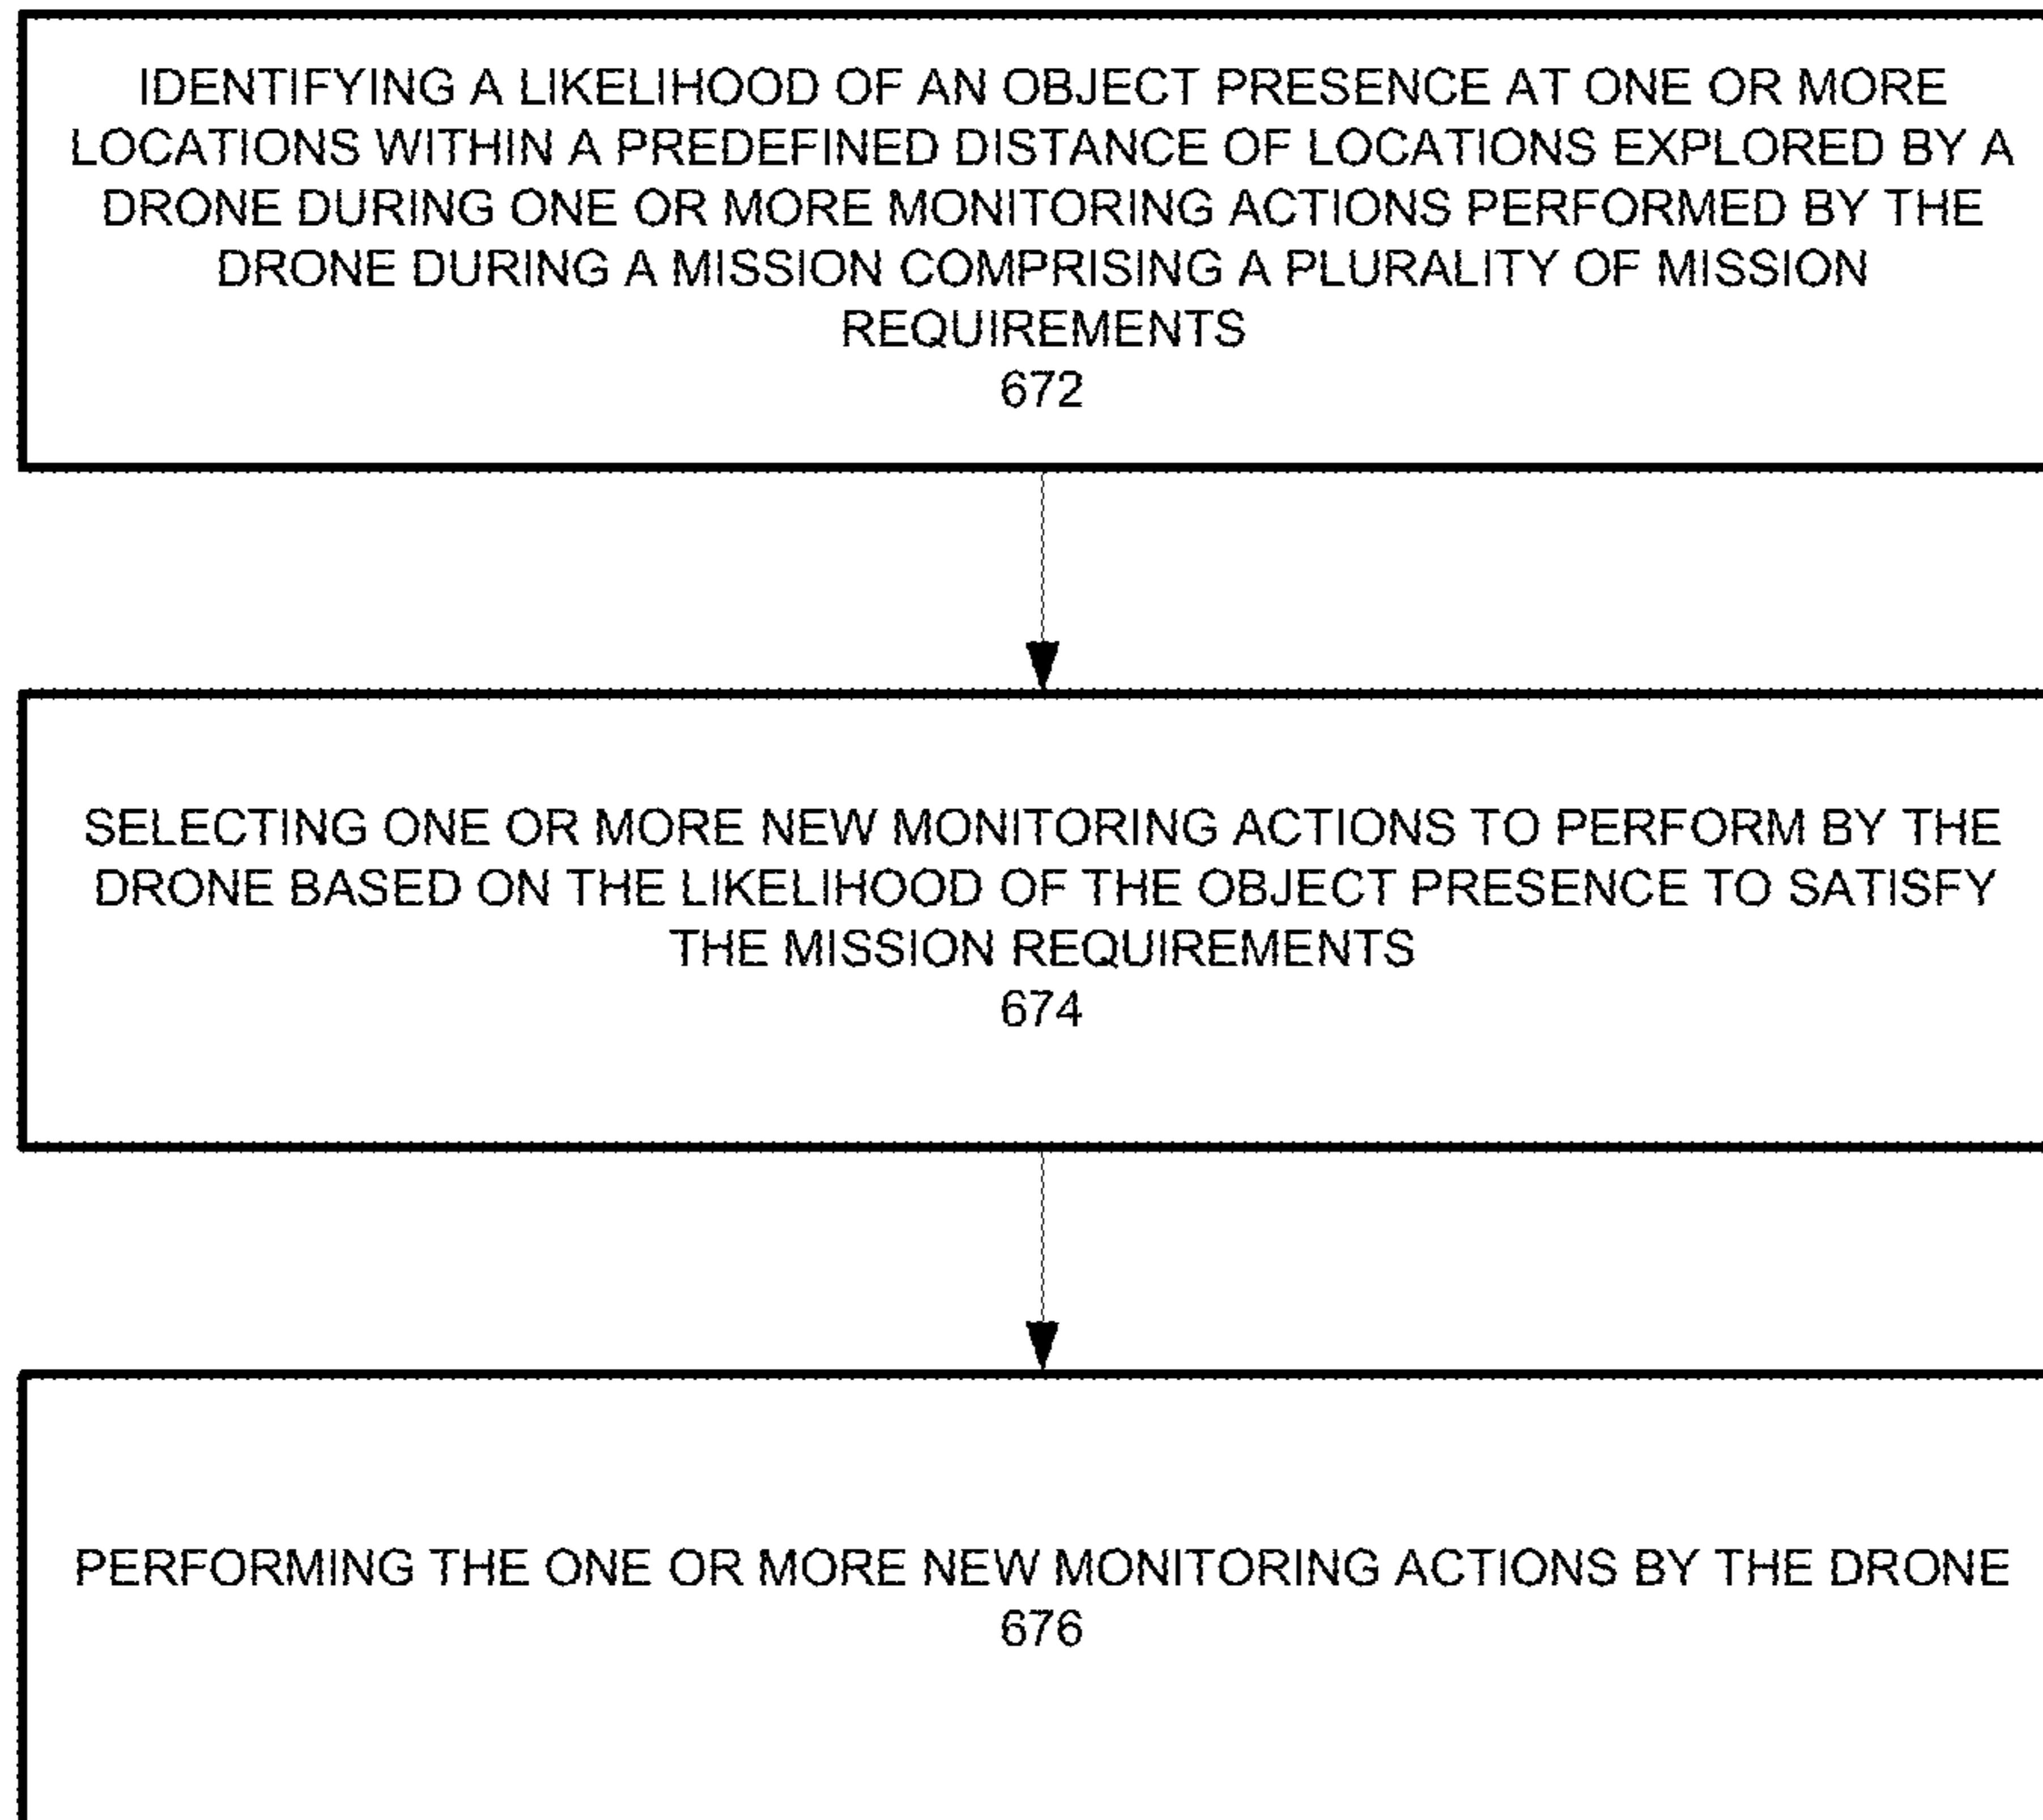 IDENTIFYING A LIKELIHOOD OF AN OBJECT PRESENCE AT ONE OR MORE
LOCATIONS WITHIN A PREDEFINED DISTANCE OF LOCATIONS EXPLORED BY A
DRONE DURING ONE OR MORE MONITORING ACTIONS PERFORMED BY THE
DRONE DURING A MISSION COMPRISING A PLURALITY OF MISSION
REQUIREMENTS
672
SELECTING ONE OR MORE NEW MONITORING ACTIONS TO PERFORM BY THE
DRONE BASED ON THE LIKELIHOOD OF THE OBJECT PRESENCE TO SATISFY
THE MISSION REQUIREMENTS
674
PERFORMING THE ONE OR MORE NEW MONITORING ACTIONS BY THE DRONE
676